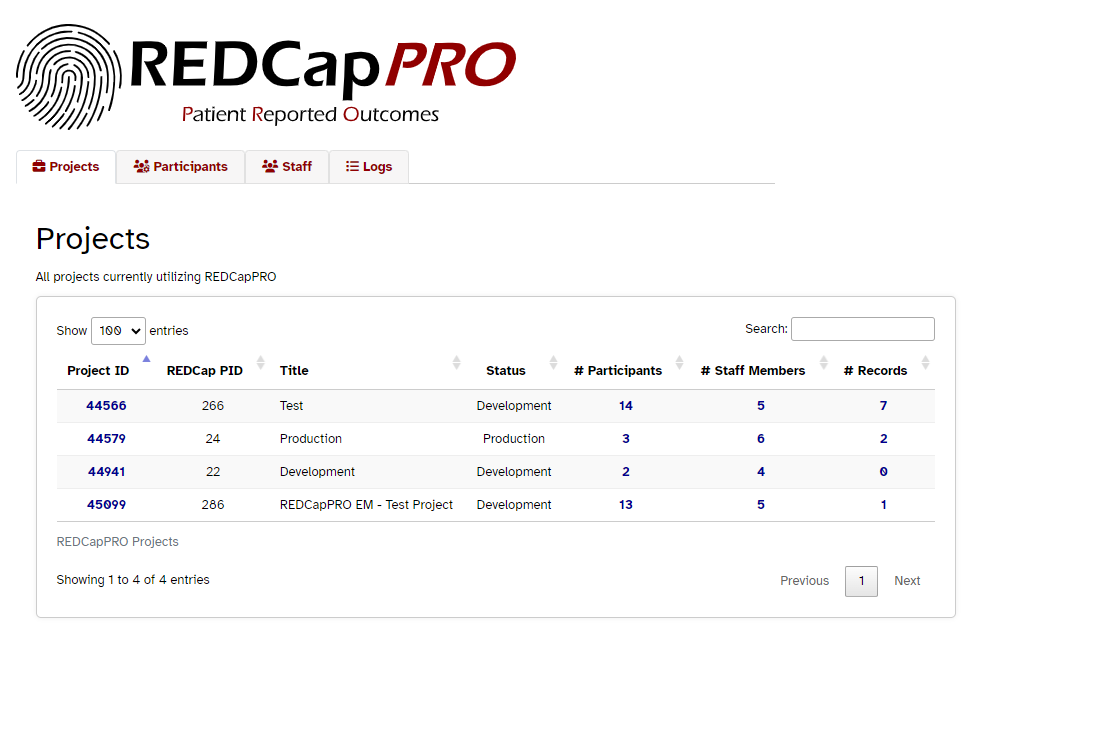 REDCapPRO
Patient Reported Outcomes
Projects Participants Staff Logs
Projects
All projects currently utilizing REDCapPRO
Show 100 entries Search:
Project ID REDCap PID Title Status # Participants # Staff Members # Records
44566 266 Test Development 14 5 7
44579 24 Production Production 3 6 2
44941 22 Development Development 2 4 0
45099 286 REDCapPRO EM - Test Project Development 13 5 1
REDCapPRO Projects
Showing 1 to 4 of 4 entries Previous 1 Next